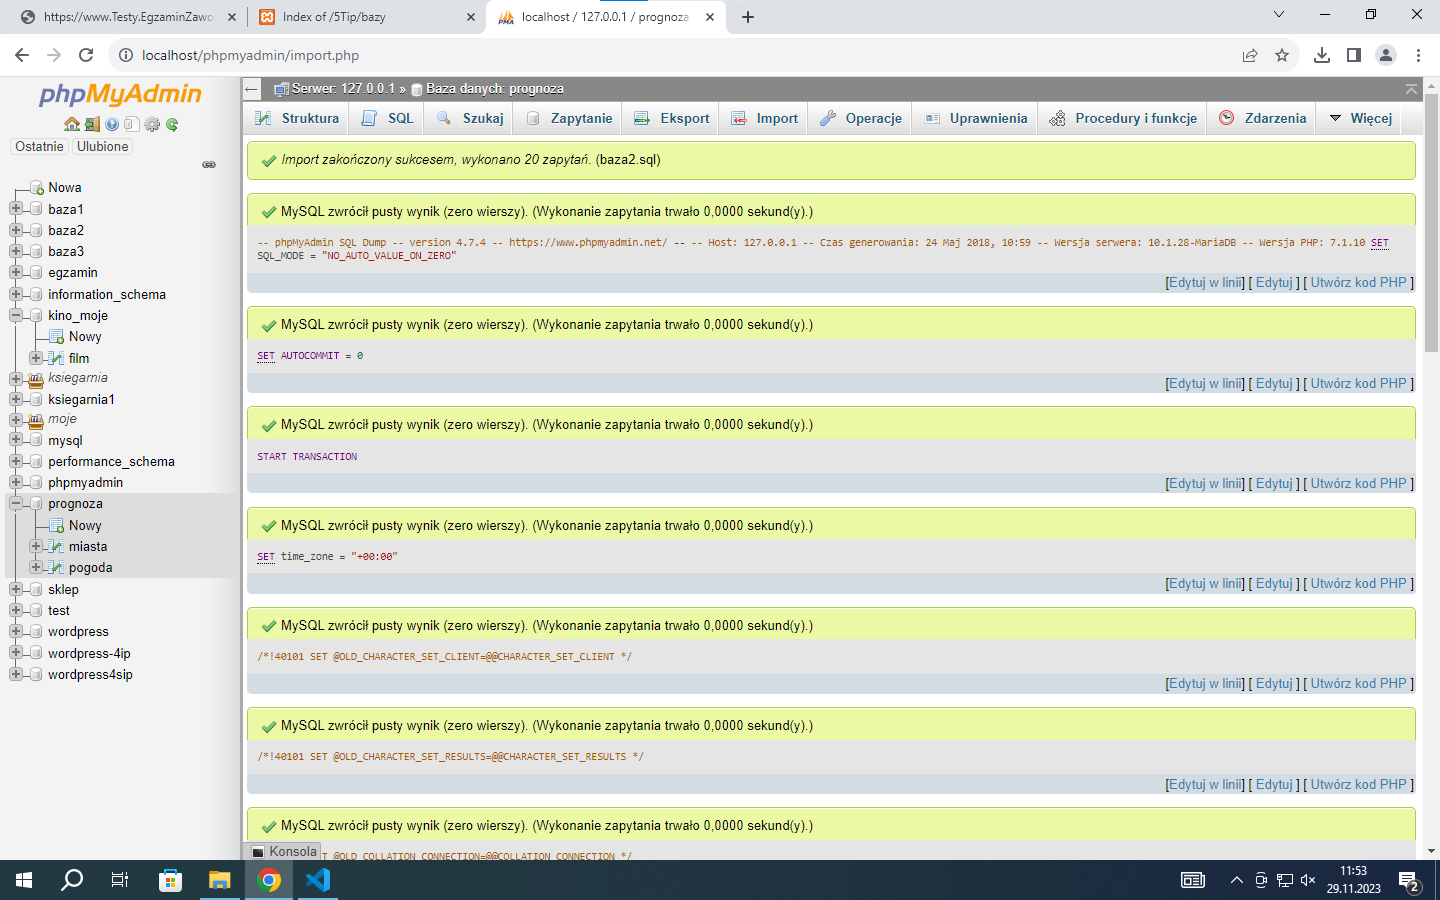 https://www.Testy.EgzaminZawo
Index of /5Tip/bazy
localhost / 127.0.0.1 / prognoza
localhost/phpmyadmin/import.php
phpMyAdmin
Ostatnie
Ulubione
Nowa
baza1
baza2
baza3
egzamin
information_schema
kino_moje
Nowy
film
ksiegarnia
ksiegarnia1
moje
mysql
performance_schema
phpmyadmin
prognoza
Nowy
miasta
pogoda
sklep
test
wordpress
wordpress-4ip
wordpress4sip
Serwer: 127.0.0.1 » Baza danych: prognoza
Struktura SQL Szukaj Zapytanie Eksport Import Operacje Uprawnienia Procedury i funkcje Zdarzenia Więcej
Import zakończony sukcesem, wykonano 20 zapytań. (baza2.sql)
MySQL zwrócił pusty wynik (zero wierszy). (Wykonanie zapytania trwało 0,0000 sekund(y).)
-- phpMyAdmin SQL Dump -- version 4.7.4 -- https://www.phpmyadmin.net/ -- -- Host: 127.0.0.1 -- Czas generowania: 24 Maj 2018, 10:59 -- Wersja serwera: 10.1.28-MariaDB -- Wersja PHP: 7.1.10 SET
SQL_MODE = "NO_AUTO_VALUE_ON_ZERO"
[Edytuj w linii] [ Edytuj ] [ Utwórz kod PHP ]
MySQL zwrócił pusty wynik (zero wierszy). (Wykonanie zapytania trwało 0,0000 sekund(y).)
SET AUTOCOMMIT = 0
[Edytuj w linii] [ Edytuj ] [ Utwórz kod PHP ]
MySQL zwrócił pusty wynik (zero wierszy). (Wykonanie zapytania trwało 0,0000 sekund(y).)
START TRANSACTION
[Edytuj w linii] [ Edytuj ] [ Utwórz kod PHP ]
MySQL zwrócił pusty wynik (zero wierszy). (Wykonanie zapytania trwało 0,0000 sekund(y).)
SET time_zone = "+00:00"
[Edytuj w linii] [ Edytuj ] [ Utwórz kod PHP ]
MySQL zwrócił pusty wynik (zero wierszy). (Wykonanie zapytania trwało 0,0000 sekund(y).)
/*!40101 SET @OLD_CHARACTER_SET_CLIENT=@@CHARACTER_SET_CLIENT */
[Edytuj w linii] [ Edytuj ] [ Utwórz kod PHP ]
MySQL zwrócił pusty wynik (zero wierszy). (Wykonanie zapytania trwało 0,0000 sekund(y).)
/*!40101 SET @OLD_CHARACTER_SET_RESULTS=@@CHARACTER_SET_RESULTS */
[Edytuj w linii] [ Edytuj ] [ Utwórz kod PHP ]
MySQL zwrócił pusty wynik (zero wierszy). (Wykonanie zapytania trwało 0,0000 sekund(y).)
@OLD_COLLATION_CONNECTION=@@COLLATION_CONNECTION */
Konsola
11:53
29.11.2023
2